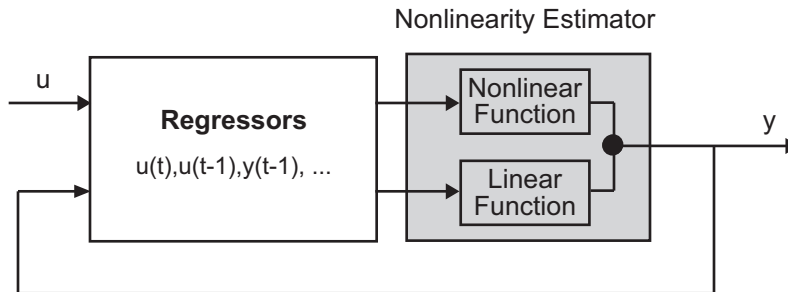 Nonlinearity Estimator
u
Regressors
u(t),u(t-1),y(t-1), ...
Nonlinear
Function
Linear
Function
y